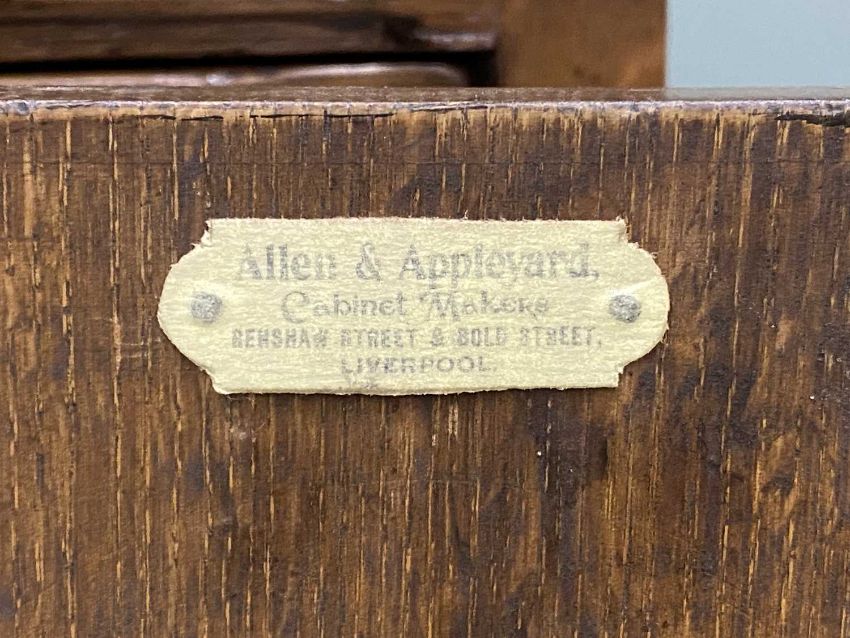 Allen & Appleyard,
Cabinet Makers
RENSHAW STREET & BOLD STREET,
LIVERPOOL.